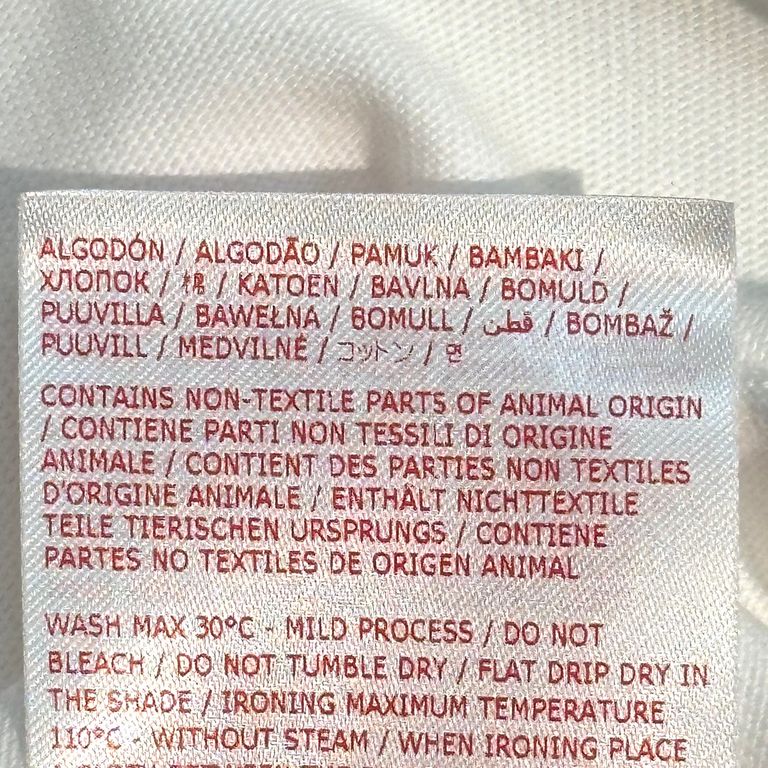 ALGODÓN / ALGODÃO / PAMUK / BAMBAKI /
ХЛОПОК / 棉 / KATOEN / BAVLNA / BOMULD /
PUUVILLA / BAWEŁNA / BOMULL / قطن / BOMBAŽ /
PUUVILL / MEDVILNĖ / コットン / 면
CONTAINS NON-TEXTILE PARTS OF ANIMAL ORIGIN
/ CONTIENE PARTI NON TESSILI DI ORIGINE
ANIMALE / CONTIENT DES PARTIES NON TEXTILES
D'ORIGINE ANIMALE / ENTHÄLT NICHTTEXTILE
TEILE TIERISCHEN URSPRUNGS / CONTIENE
PARTES NO TEXTILES DE ORIGEN ANIMAL
WASH MAX 30°C - MILD PROCESS / DO NOT
BLEACH / DO NOT TUMBLE DRY / FLAT DRIP DRY IN
THE SHADE / IRONING MAXIMUM TEMPERATURE
110°C - WITHOUT STEAM / WHEN IRONING PLACE